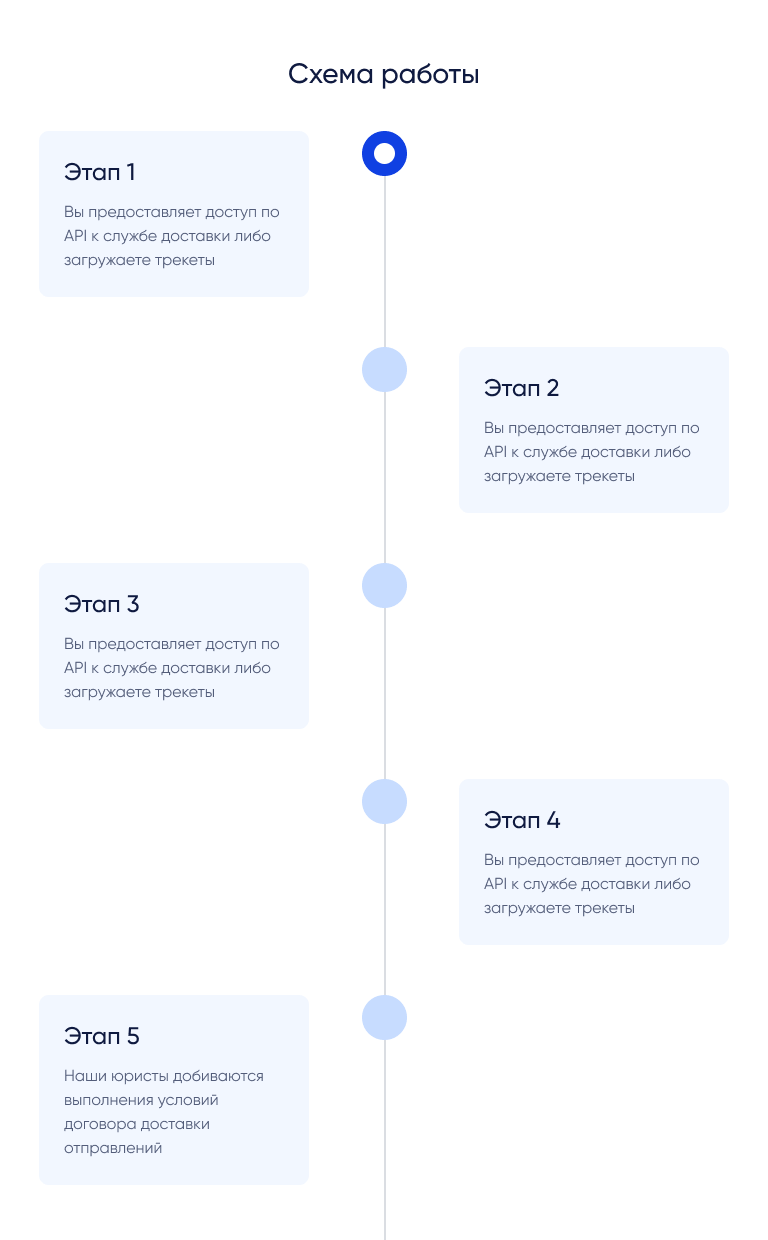 Схема работы
Этап 1
Вы предоставляет доступ по
API к службе доставки либо
загружаете трекеты
Этап 2
Вы предоставляет доступ по
API к службе доставки либо
загружаете трекеты
Этап 3
Вы предоставляет доступ по
API к службе доставки либо
загружаете трекеты
Этап 4
Вы предоставляет доступ по
API к службе доставки либо
загружаете трекеты
Этап 5
Наши юристы добиваются
выполнения условий
договора доставки
отправлений